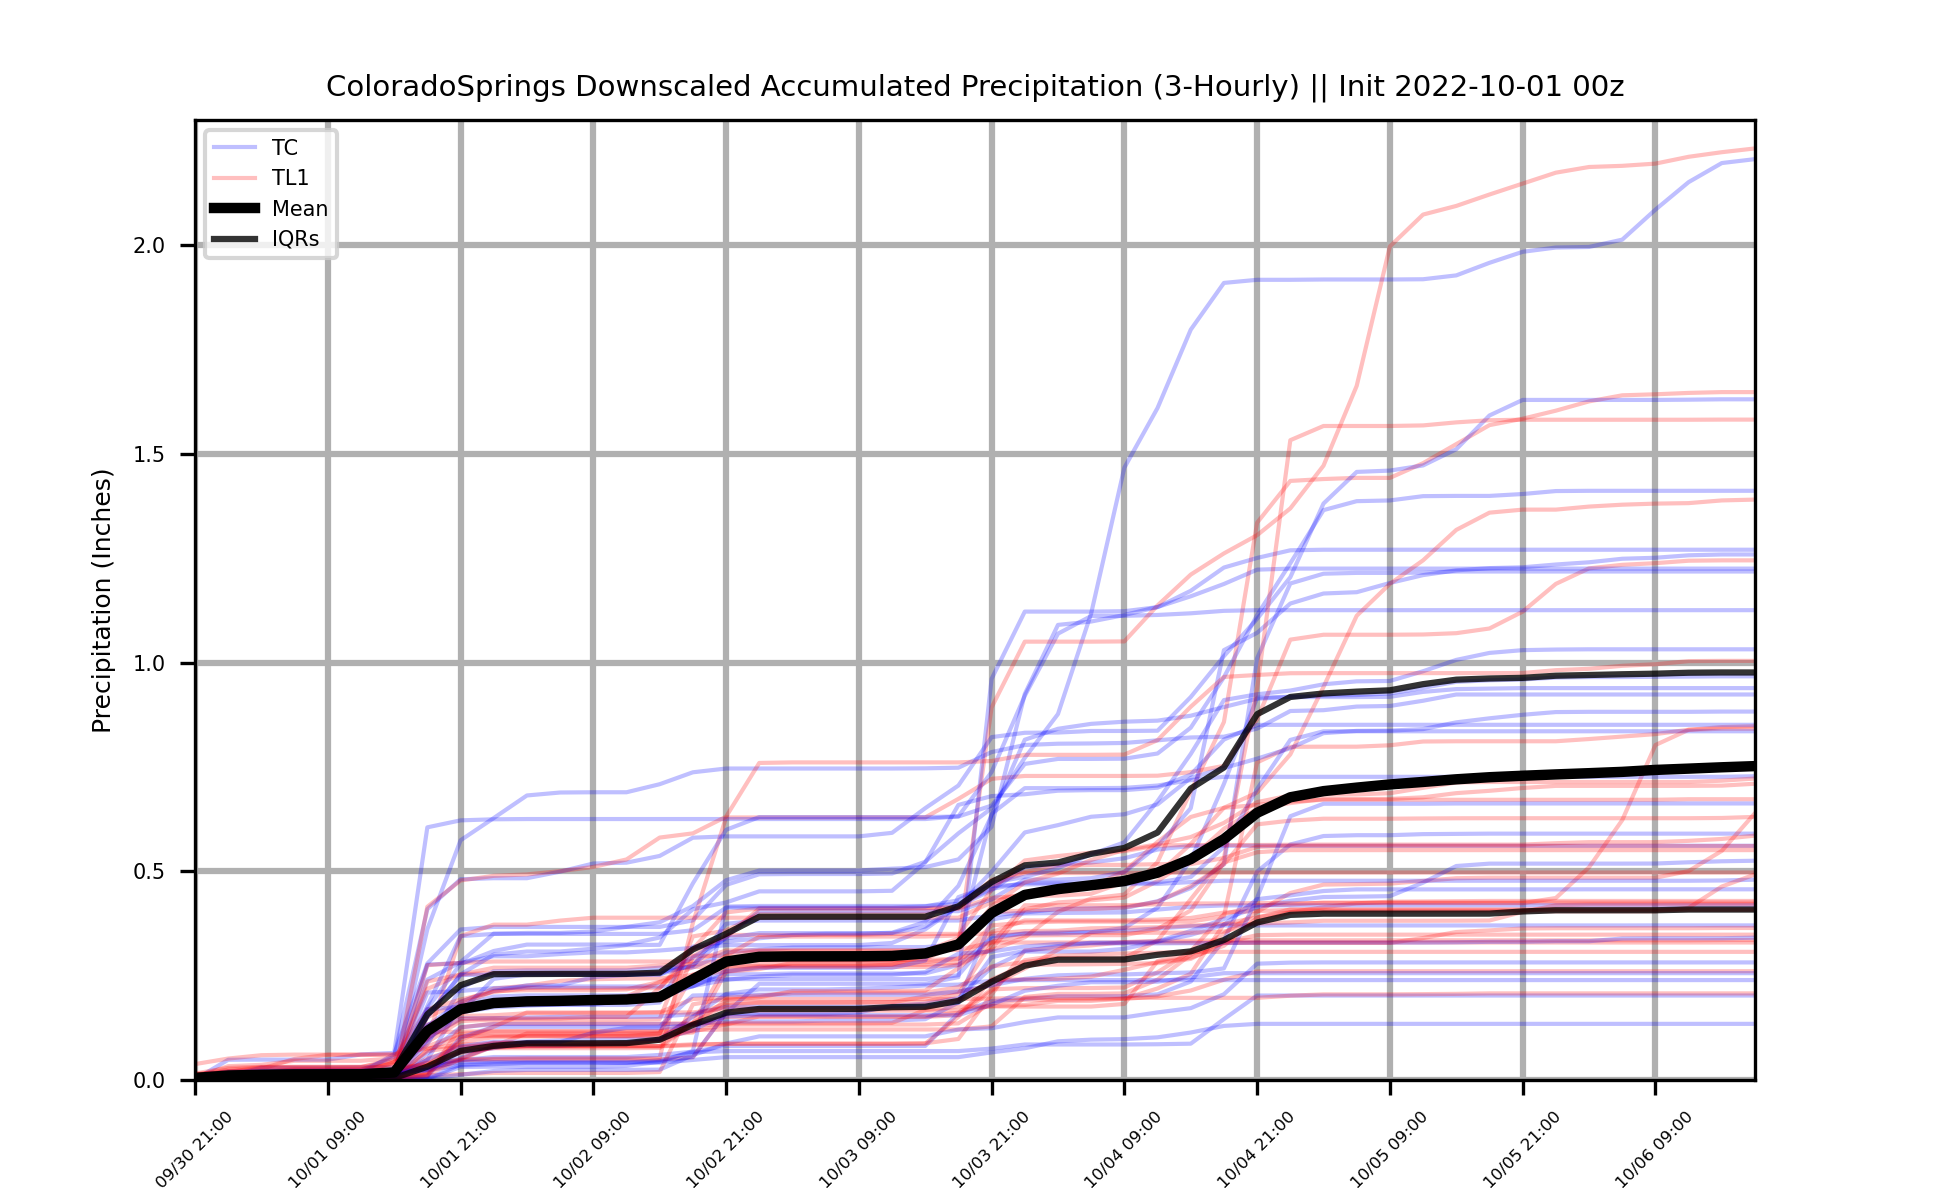 ColoradoSprings Downscaled Accumulated Precipitation (3-Hourly) || Init 2022-10-01 00z
TC
TL1
Mean
IQRs
Precipitation (Inches)
2.0
1.5
1.0
0.5
0.0
09/30 21:00
10/01 09:00
10/01 21:00
10/02 09:00
10/02 21:00
10/03 09:00
10/03 21:00
10/04 09:00
10/04 21:00
10/05 09:00
10/05 21:00
10/06 09:00